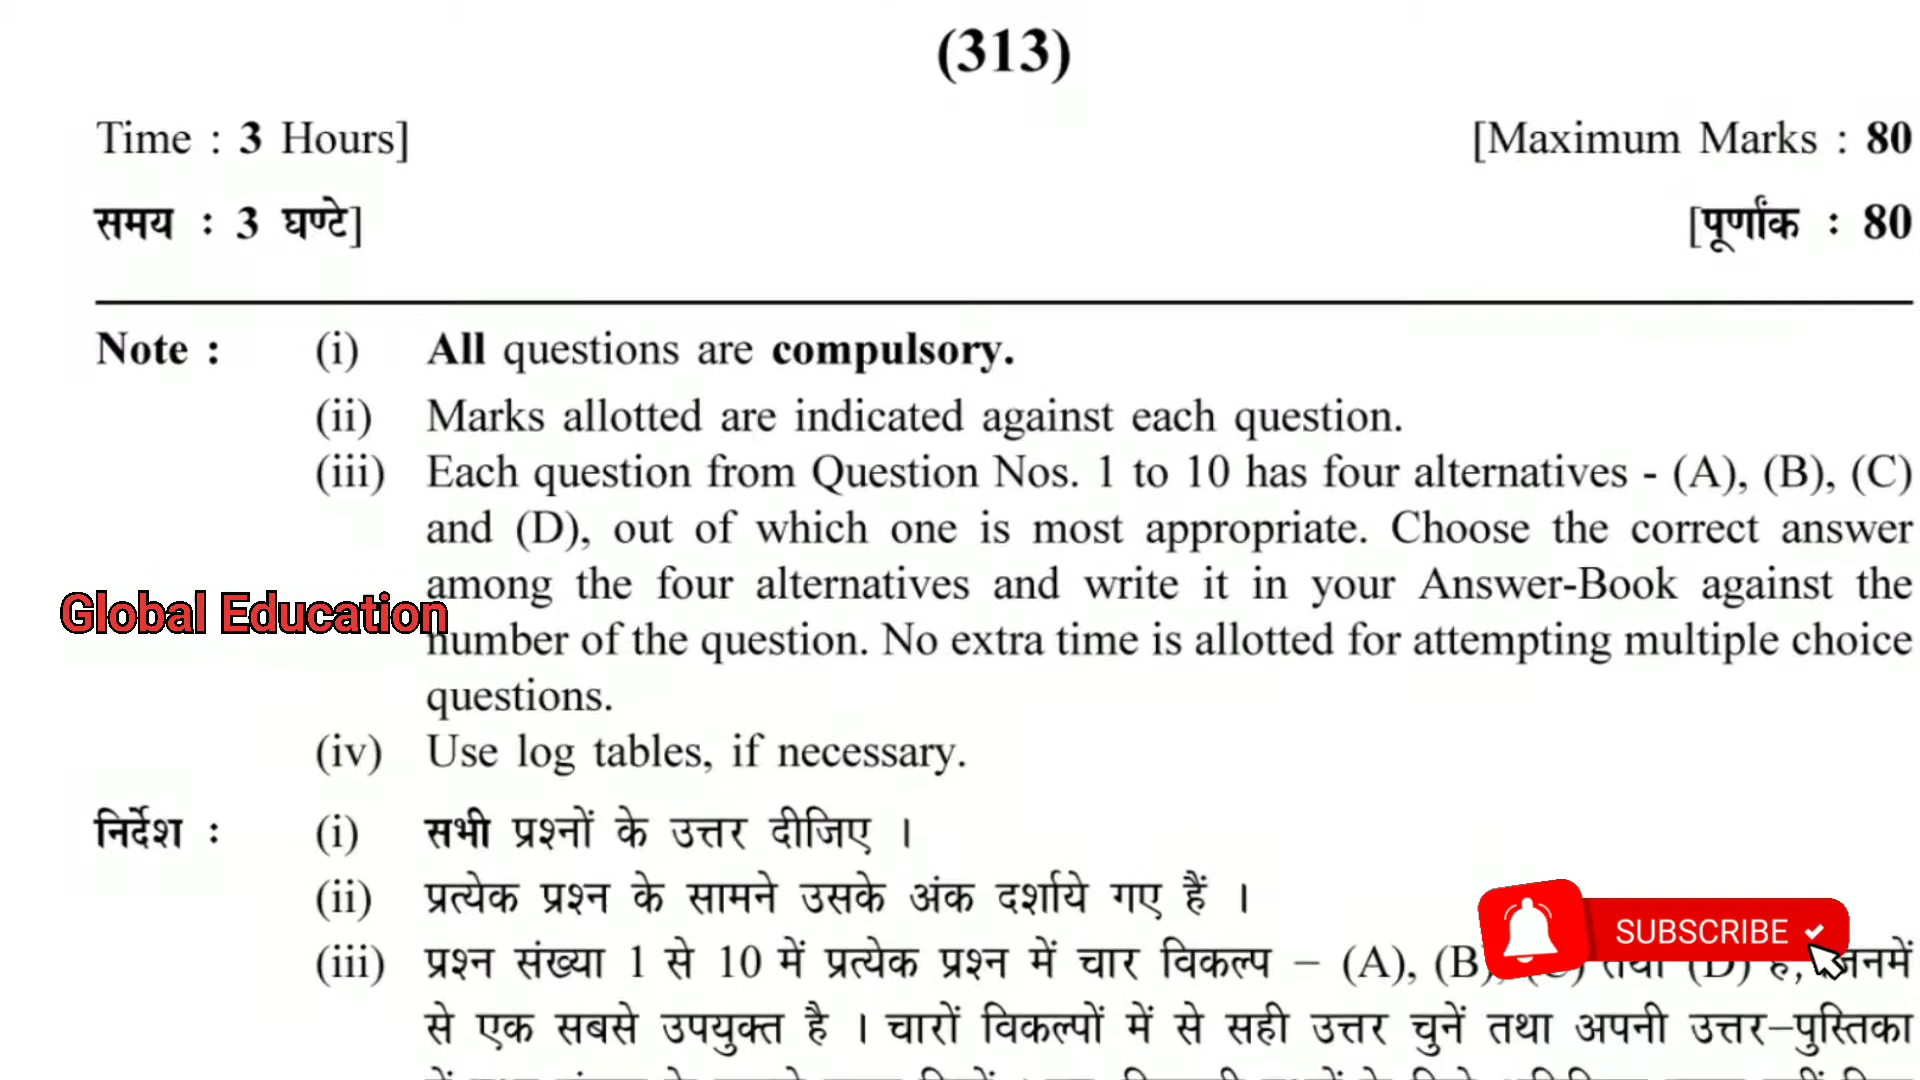 (313)
Time : 3 Hours] [Maximum Marks : 80
समय : 3 घण्टे] [पूर्णांक : 80
Note : (i) All questions are compulsory.
(ii) Marks allotted are indicated against each question.
(iii) Each question from Question Nos. 1 to 10 has four alternatives - (A), (B), (C)
and (D), out of which one is most appropriate. Choose the correct answer
among the four alternatives and write it in your Answer-Book against the
Global Education
number of the question. No extra time is allotted for attempting multiple choice
questions.
(iv) Use log tables, if necessary.
निर्देश : (i) सभी प्रश्नों के उत्तर दीजिए ।
(ii) प्रत्येक प्रश्न के सामने उसके अंक दर्शाये गए हैं ।
SUBSCRIBE
(iii) प्रश्न संख्या 1 से 10 में प्रत्येक प्रश्न में चार विकल्प – (A), (B)
से एक सबसे उपयुक्त है । चारों विकल्पों में से सही उत्तर चुनें तथा अपनी उत्तर–पुस्तिका